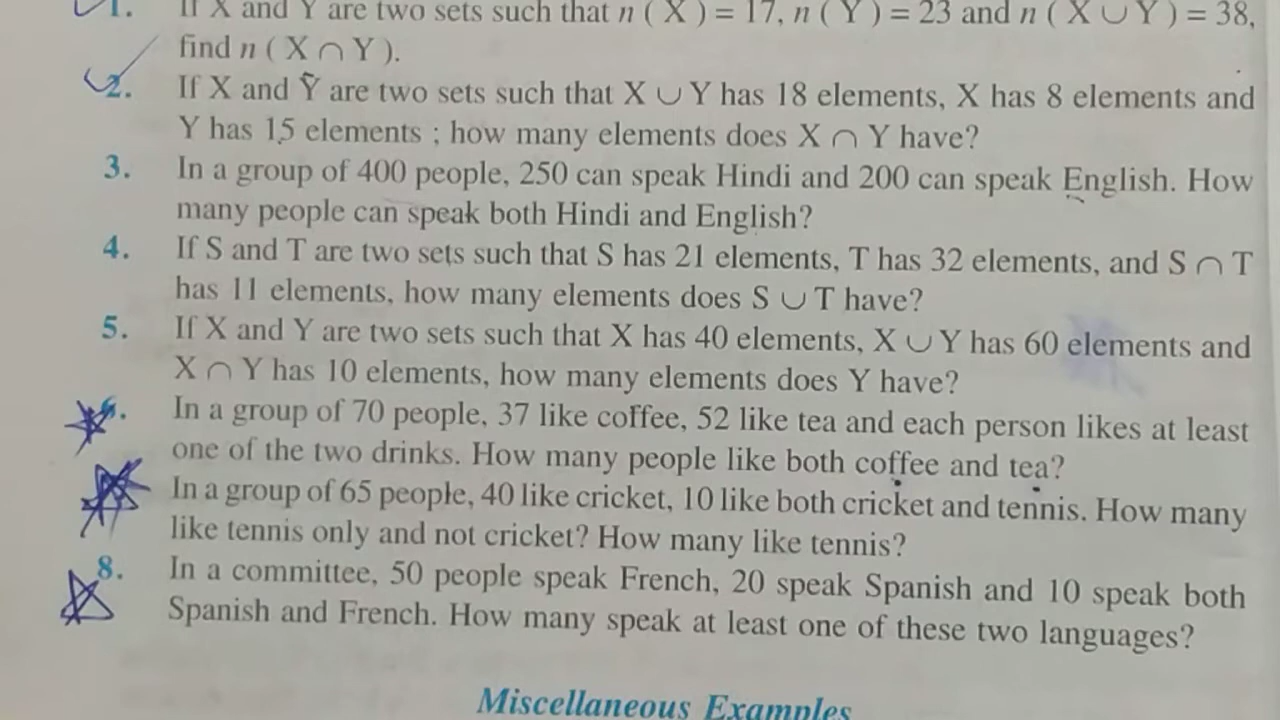 1. If X and Y are two sets such that n ( X ) = 17, n ( Y ) = 23 and n ( X ∪ Y ) = 38,
find n ( X ∩ Y ).
2. If X and Y are two sets such that X ∪ Y has 18 elements, X has 8 elements and
Y has 15 elements ; how many elements does X ∩ Y have?
3. In a group of 400 people, 250 can speak Hindi and 200 can speak English. How
many people can speak both Hindi and English?
4. If S and T are two sets such that S has 21 elements, T has 32 elements, and S ∩ T
has 11 elements, how many elements does S ∪ T have?
5. If X and Y are two sets such that X has 40 elements, X ∪ Y has 60 elements and
X ∩ Y has 10 elements, how many elements does Y have?
6. In a group of 70 people, 37 like coffee, 52 like tea and each person likes at least
one of the two drinks. How many people like both coffee and tea?
In a group of 65 people, 40 like cricket, 10 like both cricket and tennis. How many
like tennis only and not cricket? How many like tennis?
8. In a committee, 50 people speak French, 20 speak Spanish and 10 speak both
Spanish and French. How many speak at least one of these two languages?
Miscellaneous Examples